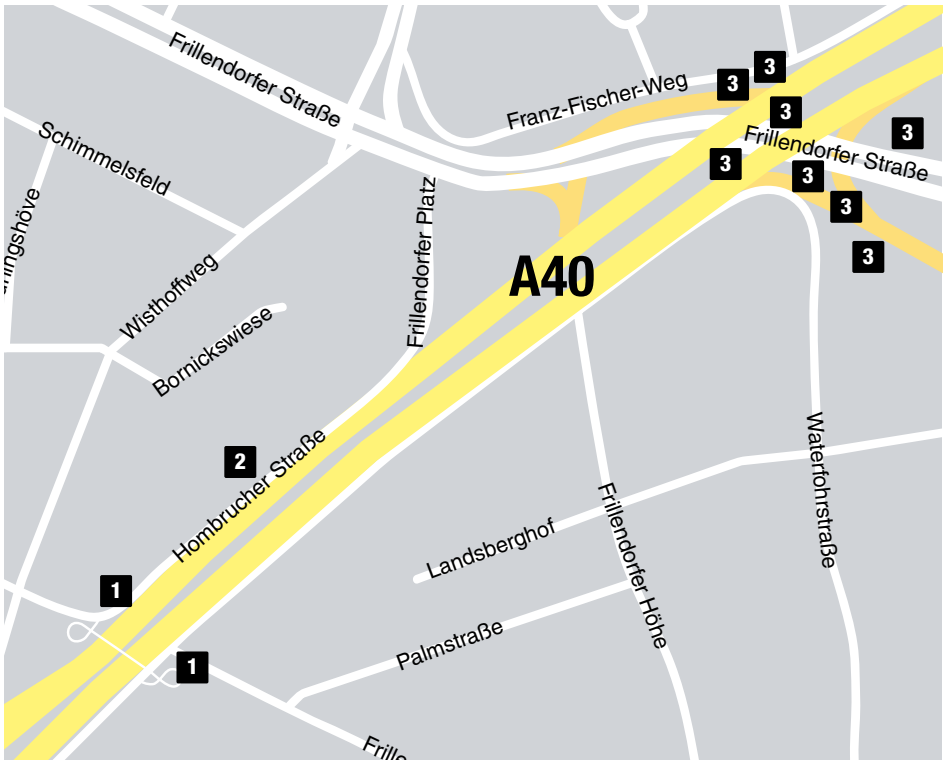 Frillendorfer Straße
Franz-Fischer-Weg
3
3
3
Frillendorfer Straße
3
3
3
3
3
Schimmelsfeld
Wisthoffweg
Bornickswiese
Frillendorfer Platz
A40
2
Hombrucher Straße
Waterfohrstraße
Frillendorfer Höhe
Landsberghof
Palmstraße
1
1
Frille